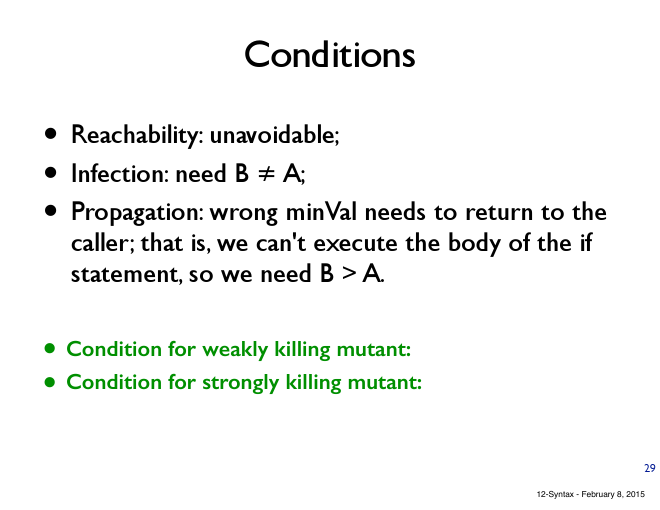 Conditions
• Reachability: unavoidable;
• Infection: need B ≠ A;
• Propagation: wrong minVal needs to return to the
caller; that is, we can't execute the body of the if
statement, so we need B > A.
• Condition for weakly killing mutant:
• Condition for strongly killing mutant:
29
12-Syntax - February 8, 2015